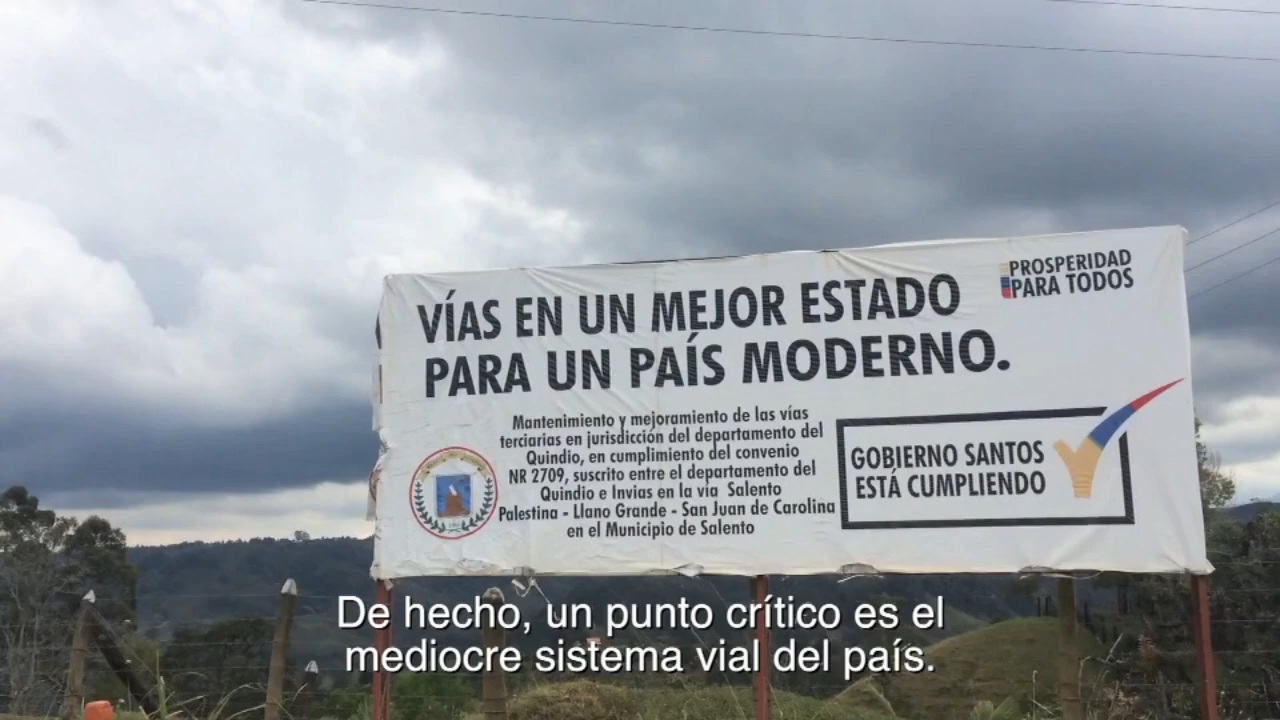 PROSPERIDAD
PARA TODOS
VÍAS EN UN MEJOR ESTADO
PARA UN PAÍS MODERNO.
Mantenimiento y mejoramiento de las vías
terciarias en jurisdicción del departamento del
Quindio, en cumplimiento del convenio
NR 2709, suscrito entre el departamento del
Quindio e Invias en la vía Salento
Palestina - Llano Grande - San Juan de Carolina
en el Municipio de Salento
GOBIERNO SANTOS
ESTÁ CUMPLIENDO
De hecho, un punto crítico es el
mediocre sistema vial del país.